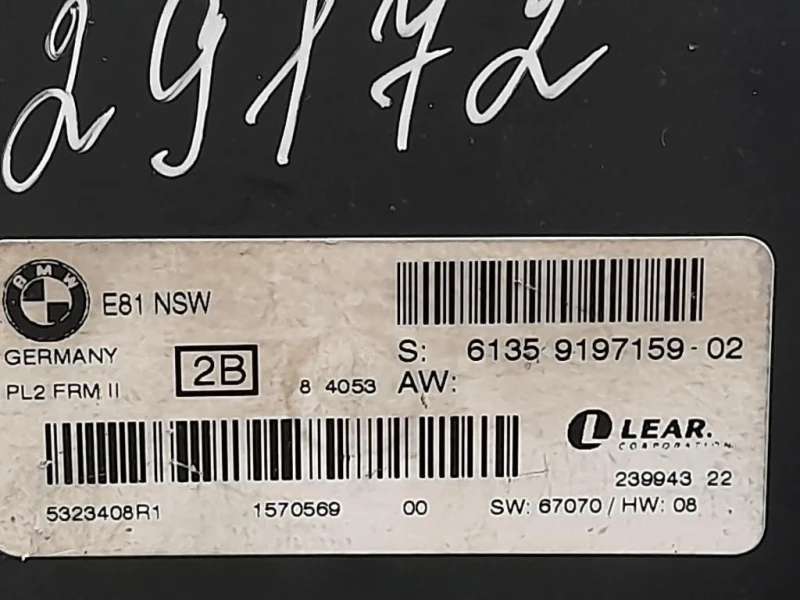 29172
BMW
E81 NSW
S: 6135 9197159-02
GERMANY
2B
8 4053 AW:
PL2 FRM II
LEAR.
CORPORATION
239943 22
5323408R1 1570569 00 SW: 67070 / HW: 08